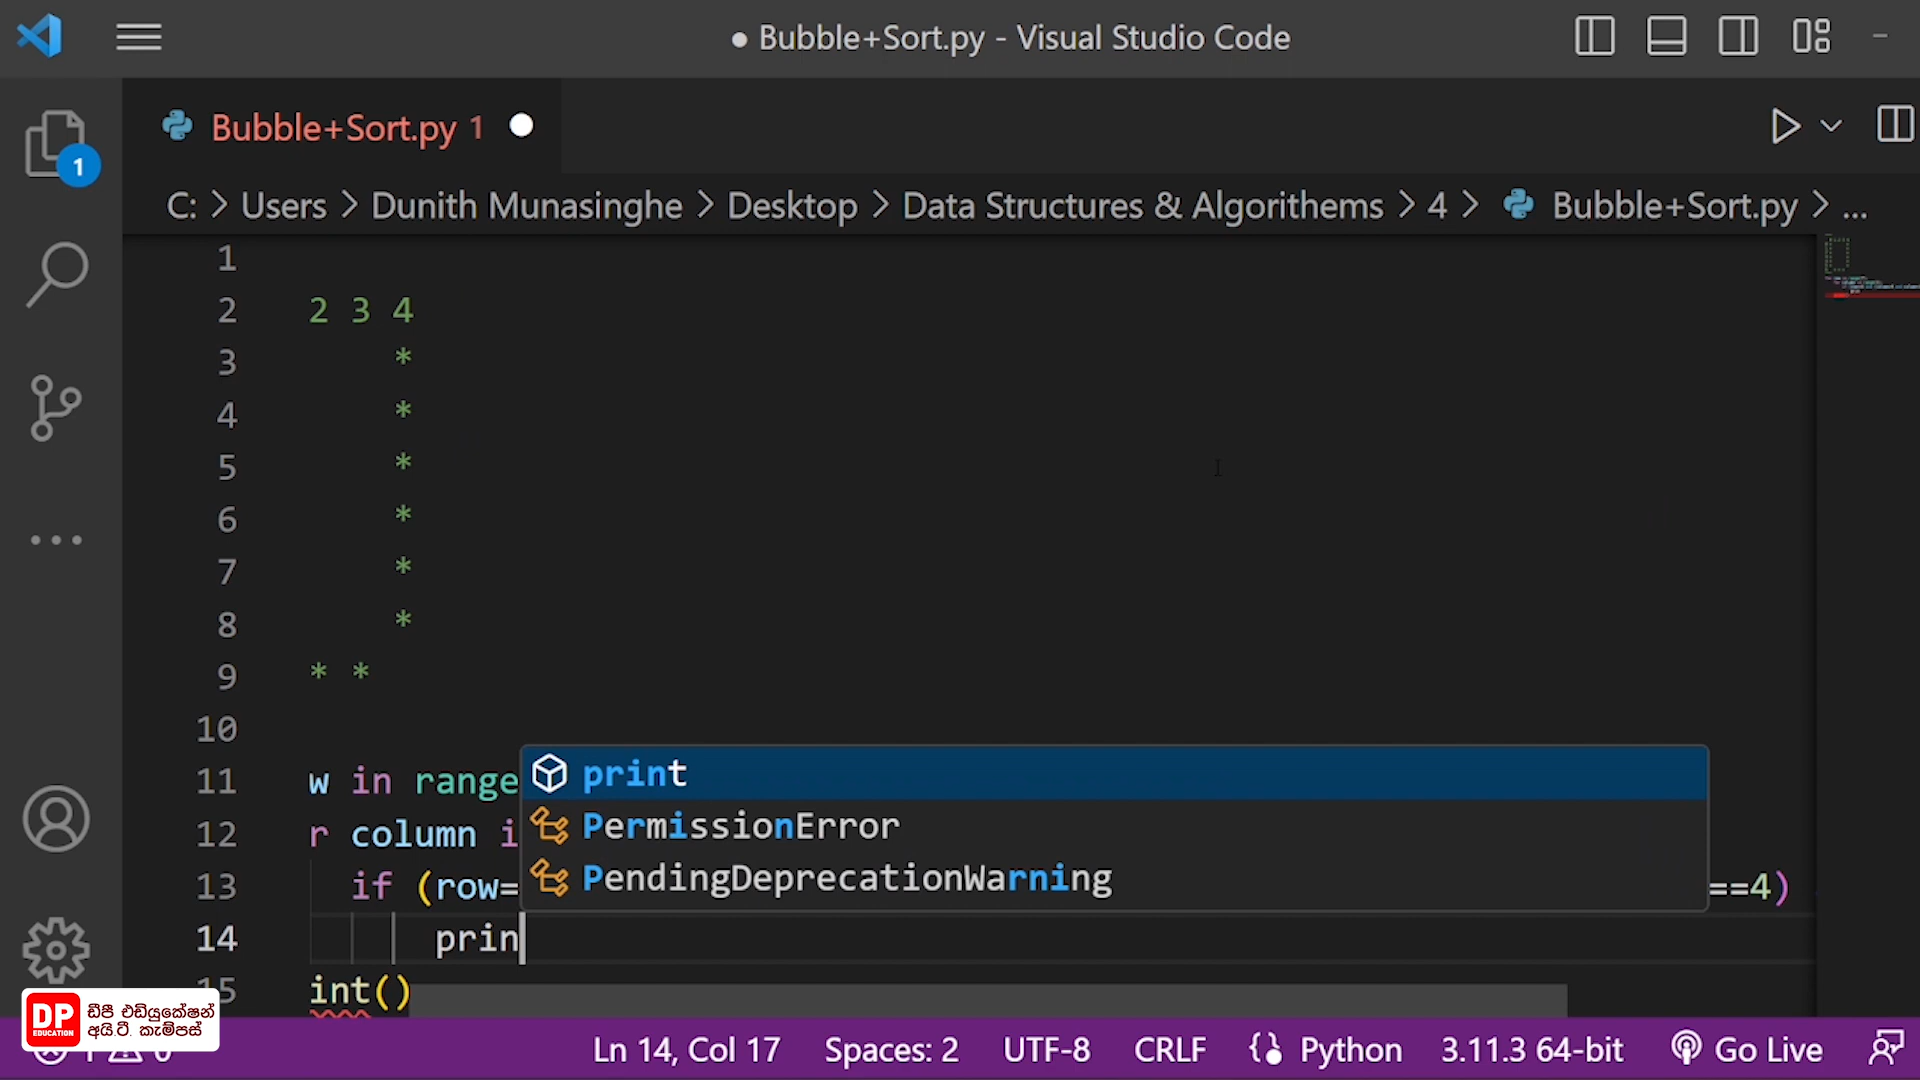 ● Bubble+Sort.py - Visual Studio Code
Bubble+Sort.py 1
C: > Users > Dunith Munasinghe > Desktop > Data Structures & Algorithems > 4 > Bubble+Sort.py > ...
1
1
2 2 3 4
3 *
4 *
5 *
6 *
7 *
8 *
9 * *
10
11 w in range
12 r column i
13 if (row= ==4)
14 prin
int()
print
PermissionError
PendingDeprecationWarning
DP
EDUCATION
ඩීපී එඩියුකේෂන්
අයි.ටී. කැම්පස්
Ln 14, Col 17 Spaces: 2 UTF-8 CRLF Python 3.11.3 64-bit Go Live